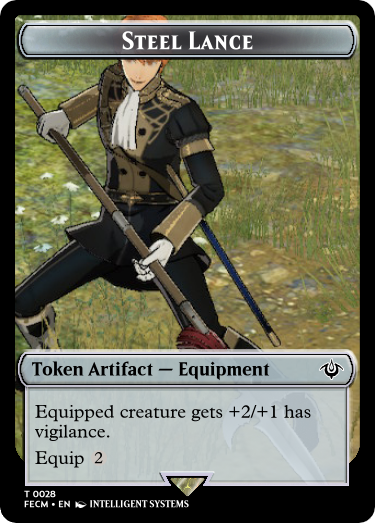 STEEL LANCE
Token Artifact — Equipment
Equipped creature gets +2/+1 has
vigilance.
Equip 2
T 0028
FECM • EN INTELLIGENT SYSTEMS